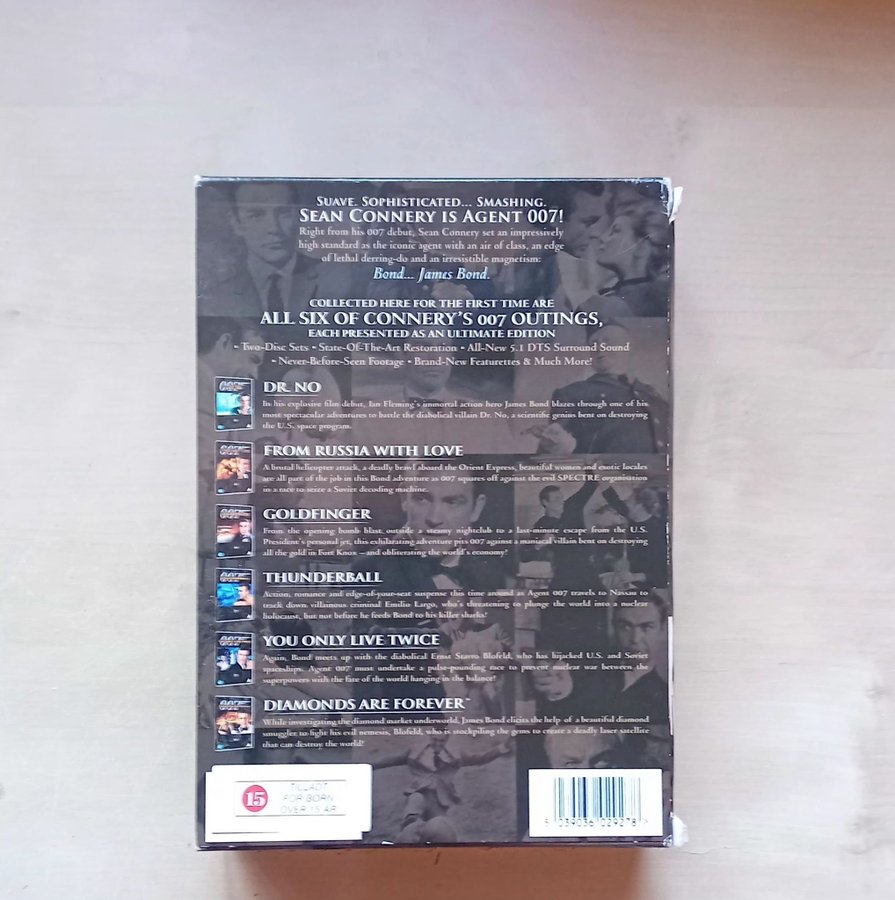 SUAVE. SOPHISTICATED... SMASHING.
SEAN CONNERY IS AGENT 007!
Right from his 007 debut, Sean Connery set an impressively
high standard as the iconic agent with an air of class, an edge
of lethal derring-do and an irresistible magnetism:
Bond... James Bond.
COLLECTED HERE FOR THE FIRST TIME ARE
ALL SIX OF CONNERY'S 007 OUTINGS,
EACH PRESENTED AS AN ULTIMATE EDITION
• Two-Disc Sets • State-Of-The-Art Restoration • All-New 5.1 DTS Surround Sound
• Never-Before-Seen Footage • Brand-New Featurettes & Much More!
DR. NO
In his explosive film debut, Ian Fleming's immortal action hero James Bond blazes through one of his
most spectacular adventures to battle the diabolical villain Dr. No, a scientific genius bent on destroying
the U.S. space program.
FROM RUSSIA WITH LOVE
A brutal helicopter attack, a deadly brawl aboard the Orient Express, beautiful women and exotic locales
are all part of the job in this Bond adventure as 007 squares off against the evil SPECTRE organisation
in a race to seize a Soviet decoding machine.
GOLDFINGER
From the opening bomb blast outside a steamy nightclub to a last-minute escape from the U.S.
President's personal jet, this exhilarating adventure pits 007 against a maniacal villain bent on destroying
all the gold in Fort Knox – and obliterating the world's economy!
THUNDERBALL
Action, romance and edge-of-your-seat suspense this time around as Agent 007 travels to Nassau to
track down villainous criminal Emilio Largo, who's threatening to plunge the world into a nuclear
holocaust, but not before he feeds Bond to his killer sharks!
YOU ONLY LIVE TWICE
Again, Bond meets up with the diabolical Ernst Stavro Blofeld, who has hijacked U.S. and Soviet
spaceships. Agent 007 must undertake a pulse-pounding race to prevent nuclear war between the
superpowers with the fate of the world hanging in the balance!
DIAMONDS ARE FOREVER™
While investigating the diamond market underworld, James Bond elicits the help of a beautiful diamond
smuggler to fight his evil nemesis, Blofeld, who is stockpiling the gems to create a deadly laser satellite
that can destroy the world!
15
TILLADT
FOR BØRN
OVER 15 ÅR
5 039036 029278 >